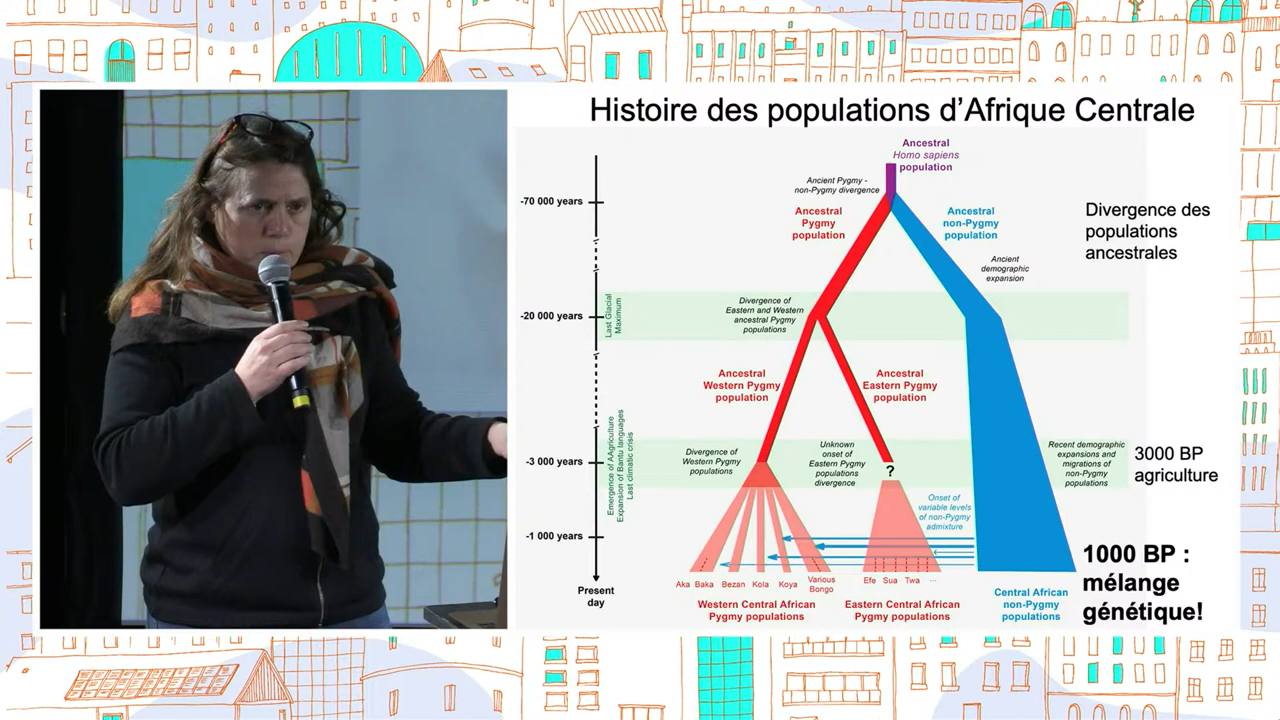 Histoire des populations d'Afrique Centrale
Ancestral
Homo sapiens
population
Ancient Pygmy -
non-Pygmy divergence
-70 000 years
Ancestral
Pygmy
population
Ancestral
non-Pygmy
population
Divergence des
populations
ancestrales
Ancient
demographic
expansion
Last Glacial
Maximum
-20 000 years
Divergence of
Eastern and Western
ancestral Pygmy
populations
Ancestral
Western Pygmy
population
Ancestral
Eastern Pygmy
population
Emergence of AAgriculture
Expansion of Bantu languages
Last climatic crisis
-3 000 years
Divergence of
Western Pygmy
populations
Unknown
onset of
Eastern Pygmy
populations
divergence
?
Recent demographic
expansions and
migrations of
non-Pygmy
populations
3000 BP
agriculture
Onset of
variable levels
of non-Pygmy
admixture
-1 000 years
1000 BP :
mélange
génétique!
Present
day
Aka Baka Bezan Kola Koya Various
Bongo
Efe Sua Twa ...
Western Central African
Pygmy populations
Eastern Central African
Pygmy populations
Central African
non-Pygmy
populations